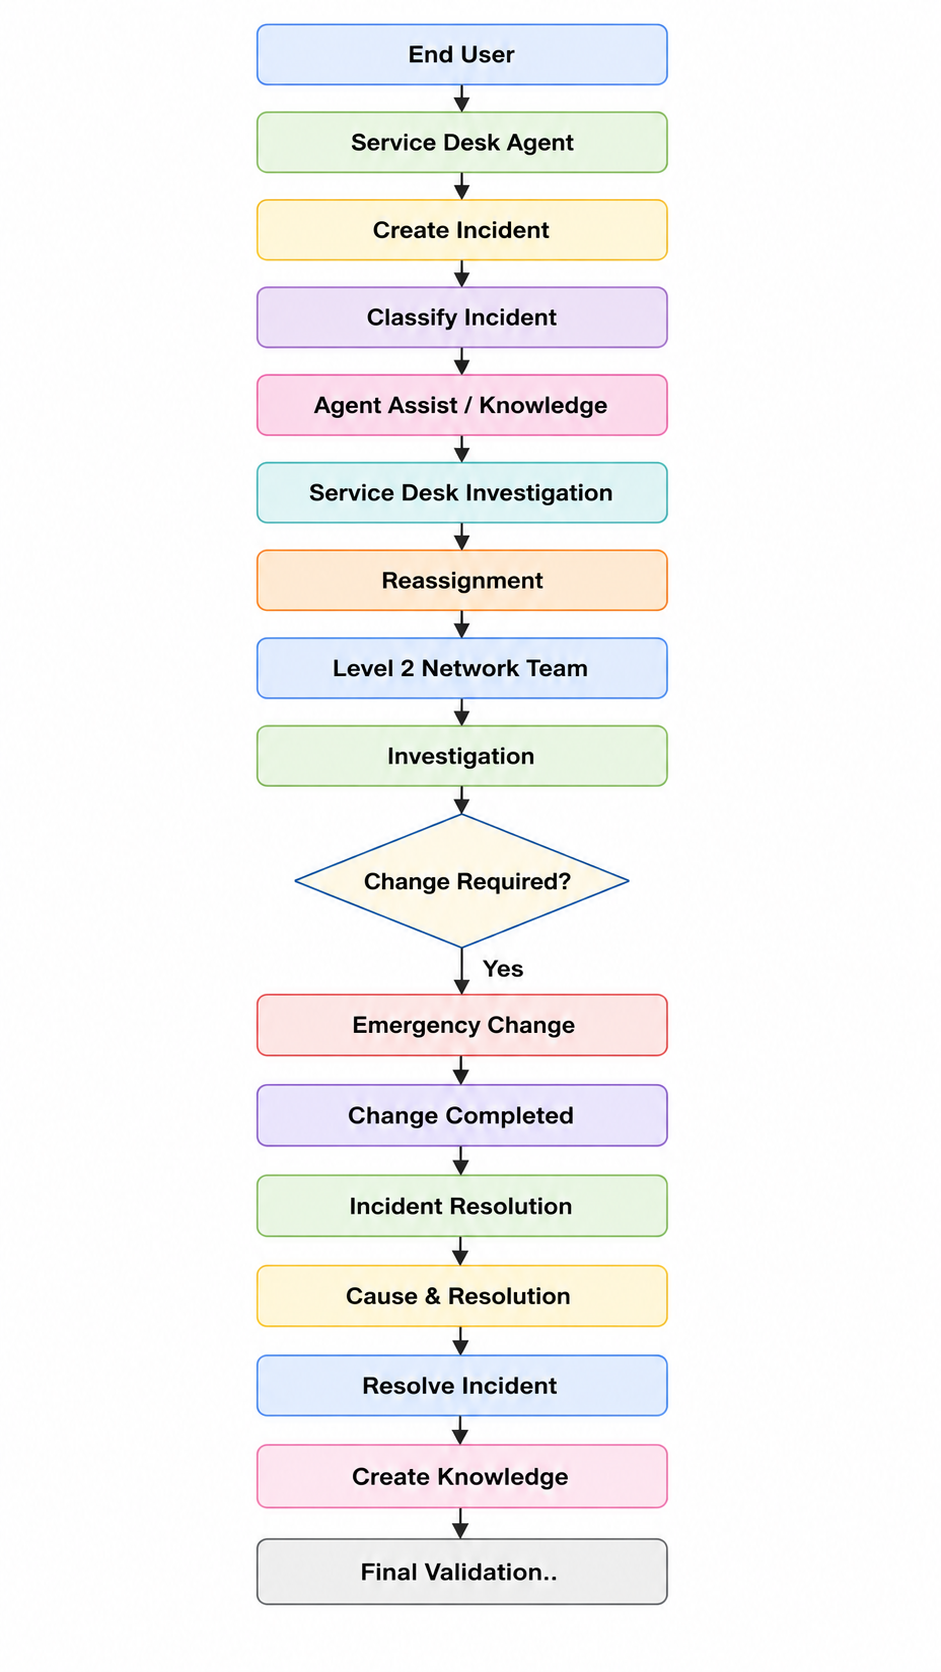 End User
Service Desk Agent
Create Incident
Classify Incident
Agent Assist / Knowledge
Service Desk Investigation
Reassignment
Level 2 Network Team
Investigation
Change Required?
Yes
Emergency Change
Change Completed
Incident Resolution
Cause & Resolution
Resolve Incident
Create Knowledge
Final Validation..